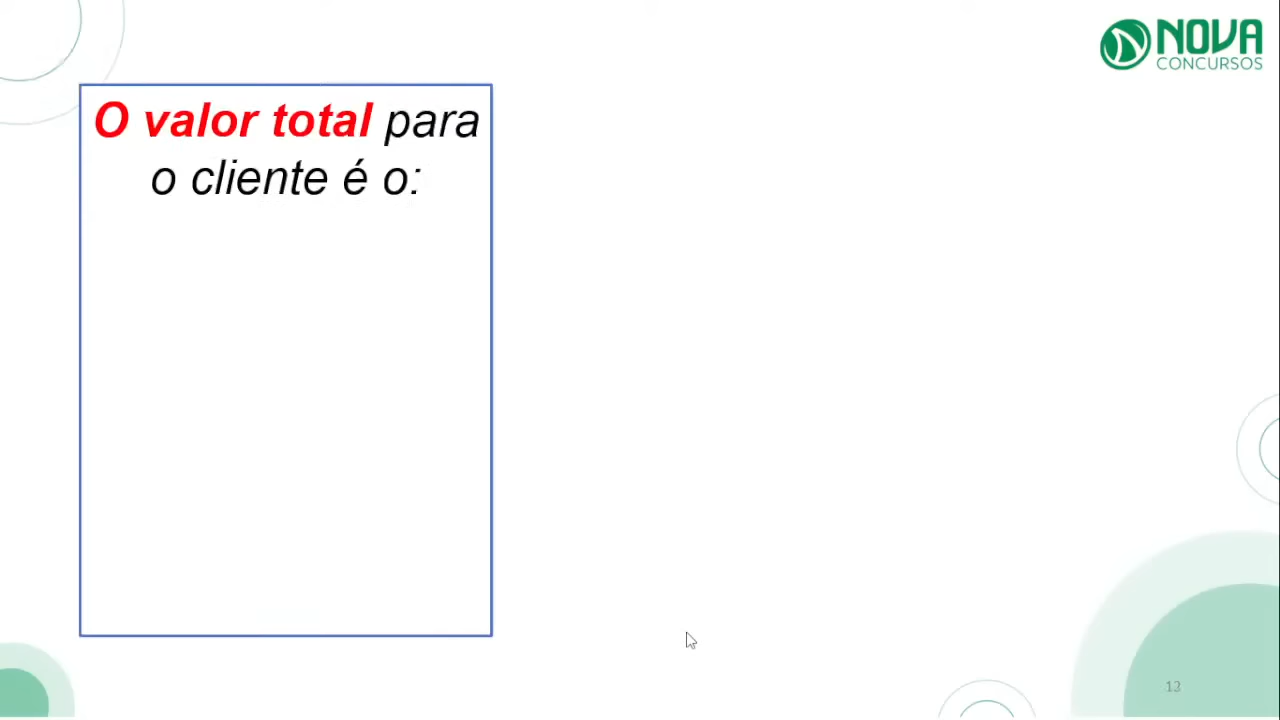 NOVA
CONCURSOS
O valor total para
o cliente é o:
13